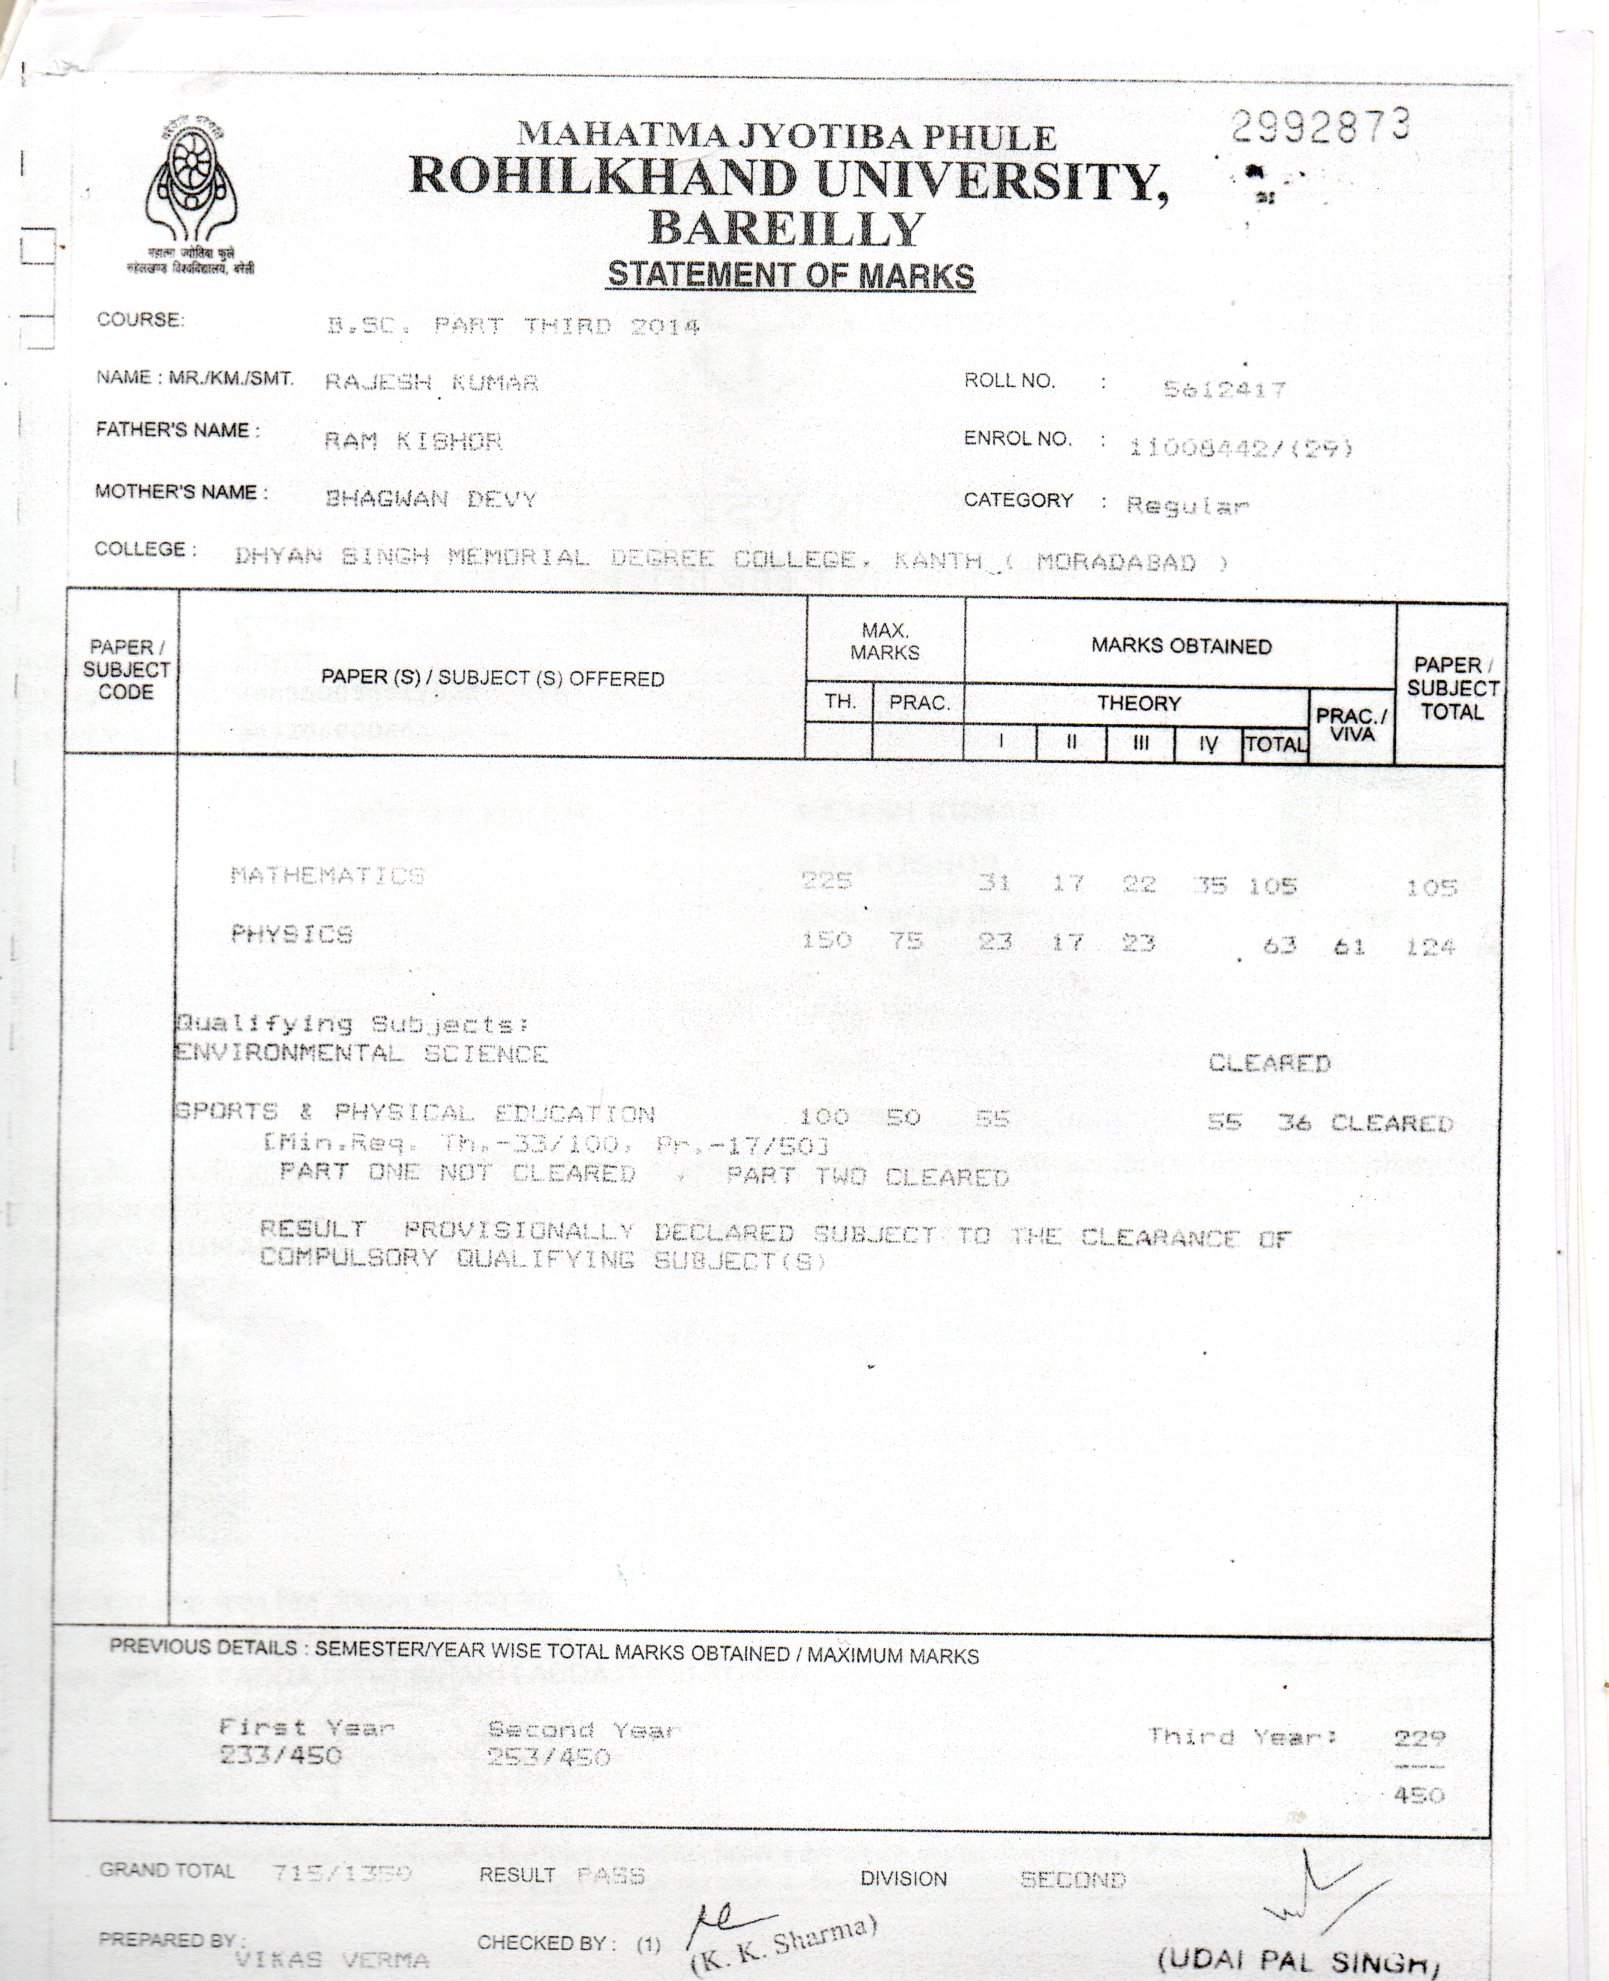 2992873
MAHATMA JYOTIBA PHULE
ROHILKHAND UNIVERSITY,
BAREILLY
STATEMENT OF MARKS
महात्मा ज्योतिबा फुले
रुहेलखण्ड विश्वविद्यालय, बरेली
COURSE: B.SC. PART THIRD 2014
NAME : MR./KM./SMT. RAJESH KUMAR ROLL NO. : 5612417
FATHER'S NAME : RAM KISHOR ENROL NO. : 11008442/(29)
MOTHER'S NAME : BHAGWAN DEVY CATEGORY : Regular
COLLEGE : DHYAN SINGH MEMORIAL DEGREE COLLEGE, KANTH ( MORADABAD )
PAPER / SUBJECT CODE PAPER (S) / SUBJECT (S) OFFERED MAX. MARKS MARKS OBTAINED PAPER / SUBJECT TOTAL
TH. PRAC. THEORY PRAC./ VIVA
I II III IV TOTAL
MATHEMATICS 225 31 17 22 35 105 105
PHYSICS 150 75 23 17 23 63 61 124
Qualifying Subjects:
ENVIRONMENTAL SCIENCE CLEARED
SPORTS & PHYSICAL EDUCATION 100 50 55 55 36 CLEARED
[Min.Req. Th.-33/100, Pr.-17/50]
PART ONE NOT CLEARED , PART TWO CLEARED
RESULT PROVISIONALLY DECLARED SUBJECT TO THE CLEARANCE OF
COMPULSORY QUALIFYING SUBJECT(S)
PREVIOUS DETAILS : SEMESTER/YEAR WISE TOTAL MARKS OBTAINED / MAXIMUM MARKS
First Year Second Year Third Year: 229
233/450 253/450 ----
450
GRAND TOTAL 715/1350 RESULT PASS DIVISION SECOND
PREPARED BY : VIKAS VERMA CHECKED BY : (1) (K. K. Sharma) (UDAI PAL SINGH)